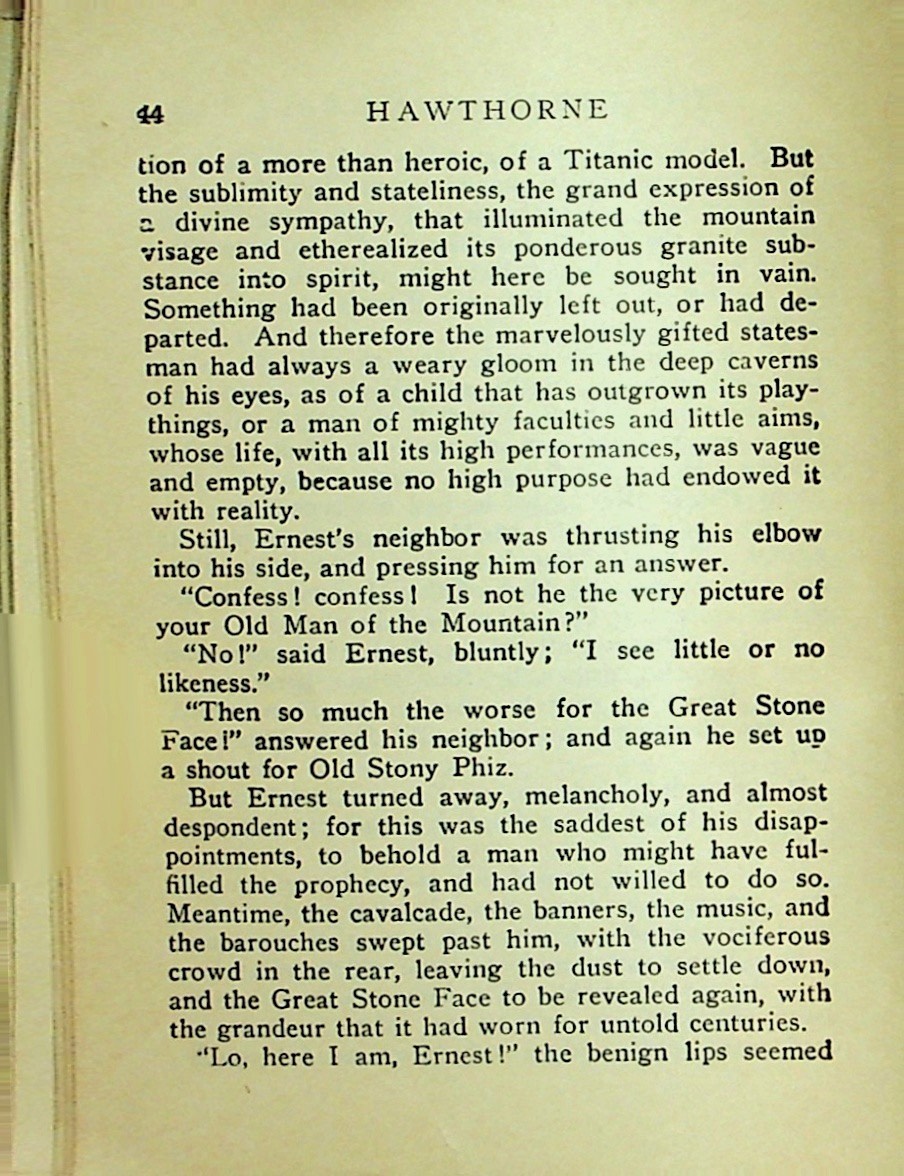 44 HAWTHORNE
tion of a more than heroic, of a Titanic model. But
the sublimity and stateliness, the grand expression of
a divine sympathy, that illuminated the mountain
visage and etherealized its ponderous granite sub-
stance into spirit, might here be sought in vain.
Something had been originally left out, or had de-
parted. And therefore the marvelously gifted states-
man had always a weary gloom in the deep caverns
of his eyes, as of a child that has outgrown its play-
things, or a man of mighty faculties and little aims,
whose life, with all its high performances, was vague
and empty, because no high purpose had endowed it
with reality.
Still, Ernest's neighbor was thrusting his elbow
into his side, and pressing him for an answer.
"Confess! confess! Is not he the very picture of
your Old Man of the Mountain?"
"No!" said Ernest, bluntly; "I see little or no
likeness."
"Then so much the worse for the Great Stone
Face!" answered his neighbor; and again he set up
a shout for Old Stony Phiz.
But Ernest turned away, melancholy, and almost
despondent; for this was the saddest of his disap-
pointments, to behold a man who might have ful-
filled the prophecy, and had not willed to do so.
Meantime, the cavalcade, the banners, the music, and
the barouches swept past him, with the vociferous
crowd in the rear, leaving the dust to settle down,
and the Great Stone Face to be revealed again, with
the grandeur that it had worn for untold centuries.
"Lo, here I am, Ernest!" the benign lips seemed